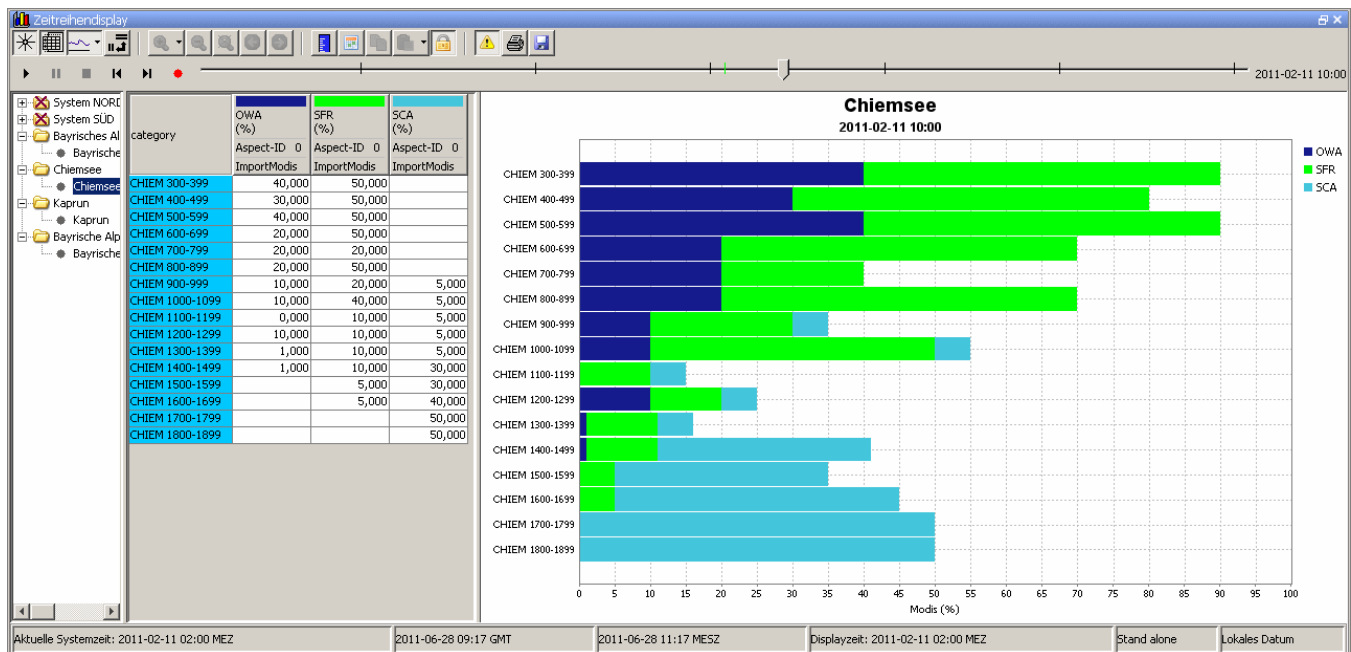 Zeitreihendisplay
2011-02-11 10:00
System NORD
System SÜD
Bayrisches Al
Bayrische
Chiemsee
Chiemsee
Kaprun
Kaprun
Bayrische Alp
Bayrische
category OWA (%) SFR (%) SCA (%)
Aspect-ID 0 Aspect-ID 0 Aspect-ID 0
ImportModis ImportModis ImportModis
CHIEM 300-399 40,000 50,000
CHIEM 400-499 30,000 50,000
CHIEM 500-599 40,000 50,000
CHIEM 600-699 20,000 50,000
CHIEM 700-799 20,000 20,000
CHIEM 800-899 20,000 50,000
CHIEM 900-999 10,000 20,000 5,000
CHIEM 1000-1099 10,000 40,000 5,000
CHIEM 1100-1199 0,000 10,000 5,000
CHIEM 1200-1299 10,000 10,000 5,000
CHIEM 1300-1399 1,000 10,000 5,000
CHIEM 1400-1499 1,000 10,000 30,000
CHIEM 1500-1599 5,000 30,000
CHIEM 1600-1699 5,000 40,000
CHIEM 1700-1799 50,000
CHIEM 1800-1899 50,000
Chiemsee
2011-02-11 10:00
OWA
SFR
SCA
CHIEM 300-399
CHIEM 400-499
CHIEM 500-599
CHIEM 600-699
CHIEM 700-799
CHIEM 800-899
CHIEM 900-999
CHIEM 1000-1099
CHIEM 1100-1199
CHIEM 1200-1299
CHIEM 1300-1399
CHIEM 1400-1499
CHIEM 1500-1599
CHIEM 1600-1699
CHIEM 1700-1799
CHIEM 1800-1899
0 5 10 15 20 25 30 35 40 45 50 55 60 65 70 75 80 85 90 95 100
Modis (%)
Aktuelle Systemzeit: 2011-02-11 02:00 MEZ 2011-06-28 09:17 GMT 2011-06-28 11:17 MESZ Displayzeit: 2011-02-11 02:00 MEZ Stand alone Lokales Datum